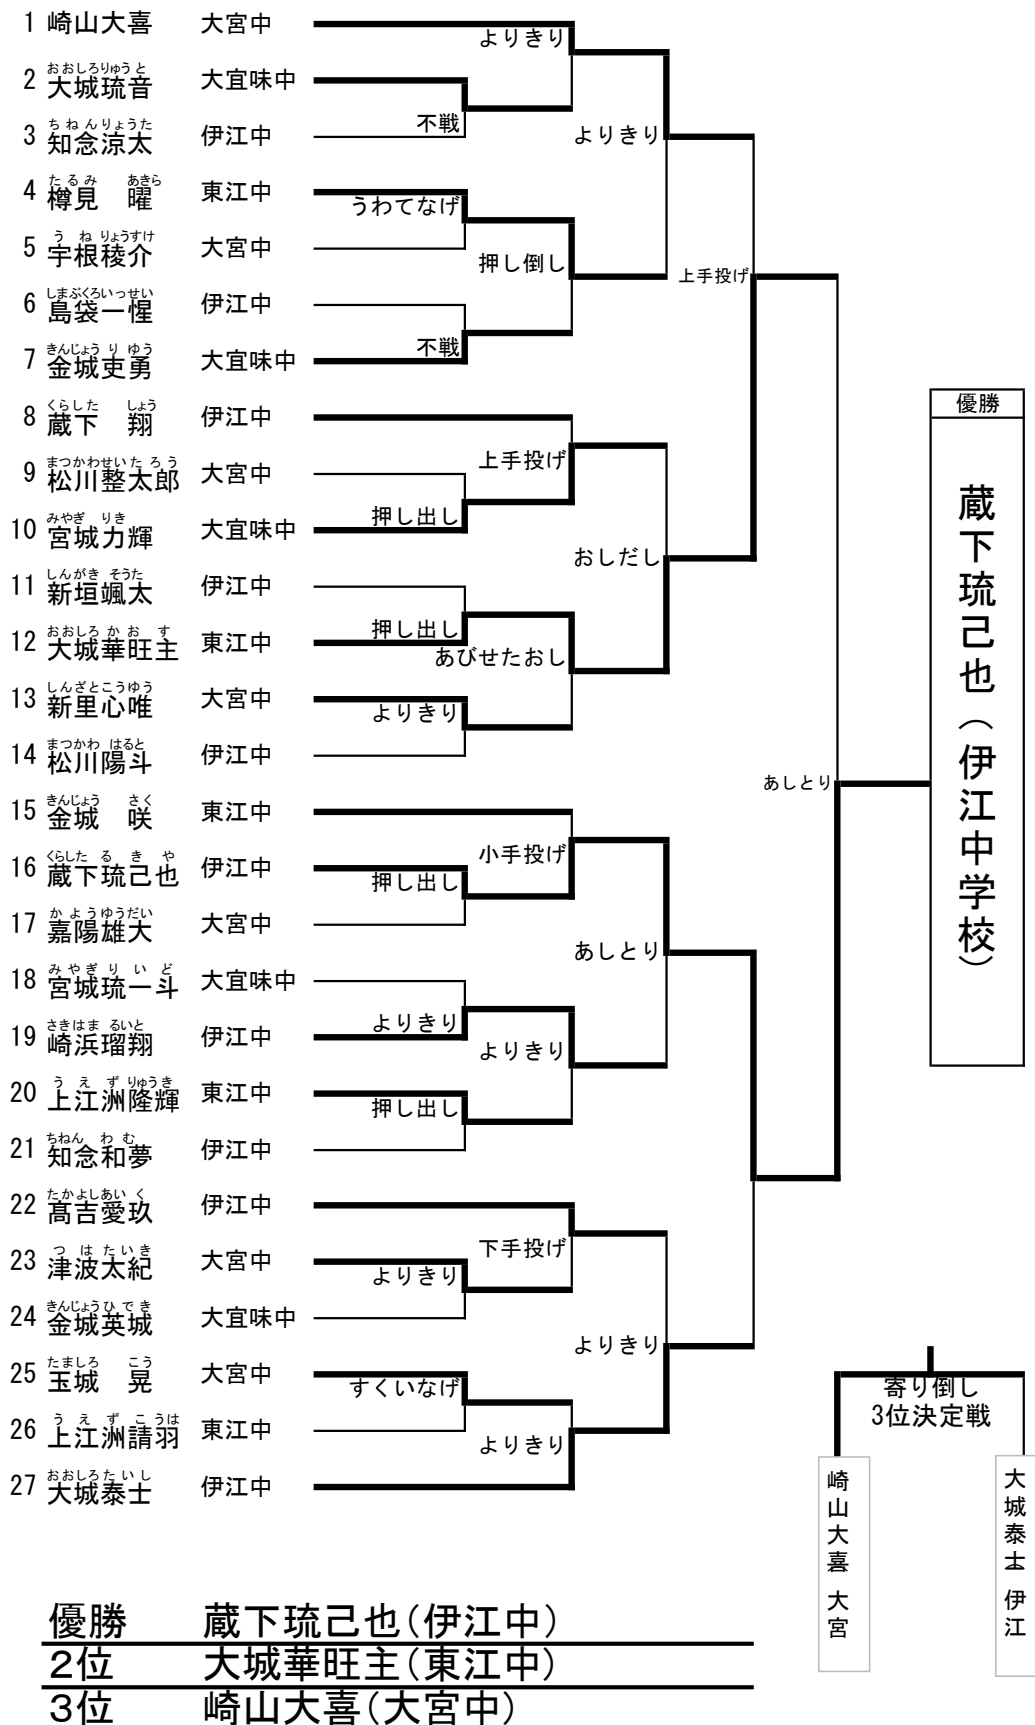 1 崎山大喜 大宮中
よりきり
おおしろりゅうと
2 大城琉音 大宜味中
不戦
ちねんりょうた
3 知念涼太 伊江中
よりきり
たるみ あきら
4 樽見 曜 東江中
うわてなげ
うねりょうすけ
5 宇根稜介 大宮中
押し倒し
上手投げ
しまぶくろいっせい
6 島袋一惺 伊江中
不戦
きんじょうりゆう
7 金城吏勇 大宜味中
くらした しょう
8 蔵下 翔 伊江中
上手投げ
まつかわせいたろう
9 松川整太郎 大宮中
押し出し
みやぎ りき
10 宮城力輝 大宜味中
おしだし
しんがき そうた
11 新垣颯太 伊江中
押し出し
おおしろかおす
12 大城華旺主 東江中
あびせたおし
しんざとこうゆう
13 新里心唯 大宮中
よりきり
まつかわ はると
14 松川陽斗 伊江中
あしとり
きんじょう さく
15 金城 咲 東江中
小手投げ
くらした るきや
16 蔵下琉己也 伊江中
押し出し
かようゆうだい
17 嘉陽雄大 大宮中
あしとり
みやぎりいど
18 宮城琉一斗 大宜味中
よりきり
さきはま るいと
19 崎浜瑠翔 伊江中
よりきり
うえずりゅうき
20 上江洲隆輝 東江中
押し出し
ちねん わむ
21 知念和夢 伊江中
たかよしあいく
22 髙吉愛玖 伊江中
下手投げ
つはたいき
23 津波太紀 大宮中
よりきり
きんじょうひでき
24 金城英城 大宜味中
よりきり
たましろ こう
25 玉城 晃 大宮中
すくいなげ
うえずこうは
26 上江洲請羽 東江中
よりきり
おおしろたいし
27 大城泰士 伊江中
優勝
蔵下琉己也(伊江中学校)
寄り倒し
3位決定戦
崎山大喜 大宮
大城泰士 伊江
優勝 蔵下琉己也(伊江中)
2位 大城華旺主(東江中)
3位 崎山大喜(大宮中)